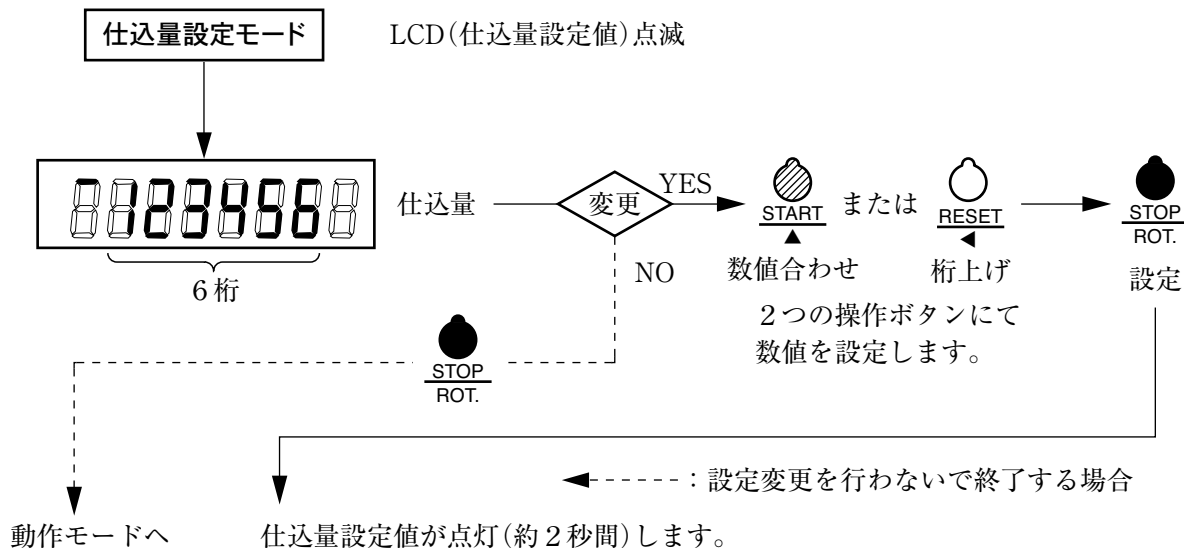 仕込量設定モード
LCD(仕込量設定値)点滅
123456
6桁
仕込量
変更
YES
NO
START
▲
数値合わせ
または
RESET
◀
桁上げ
STOP
ROT.
設定
2つの操作ボタンにて
数値を設定します。
STOP
ROT.
:設定変更を行わないで終了する場合
動作モードへ
仕込量設定値が点灯(約2秒間)します。